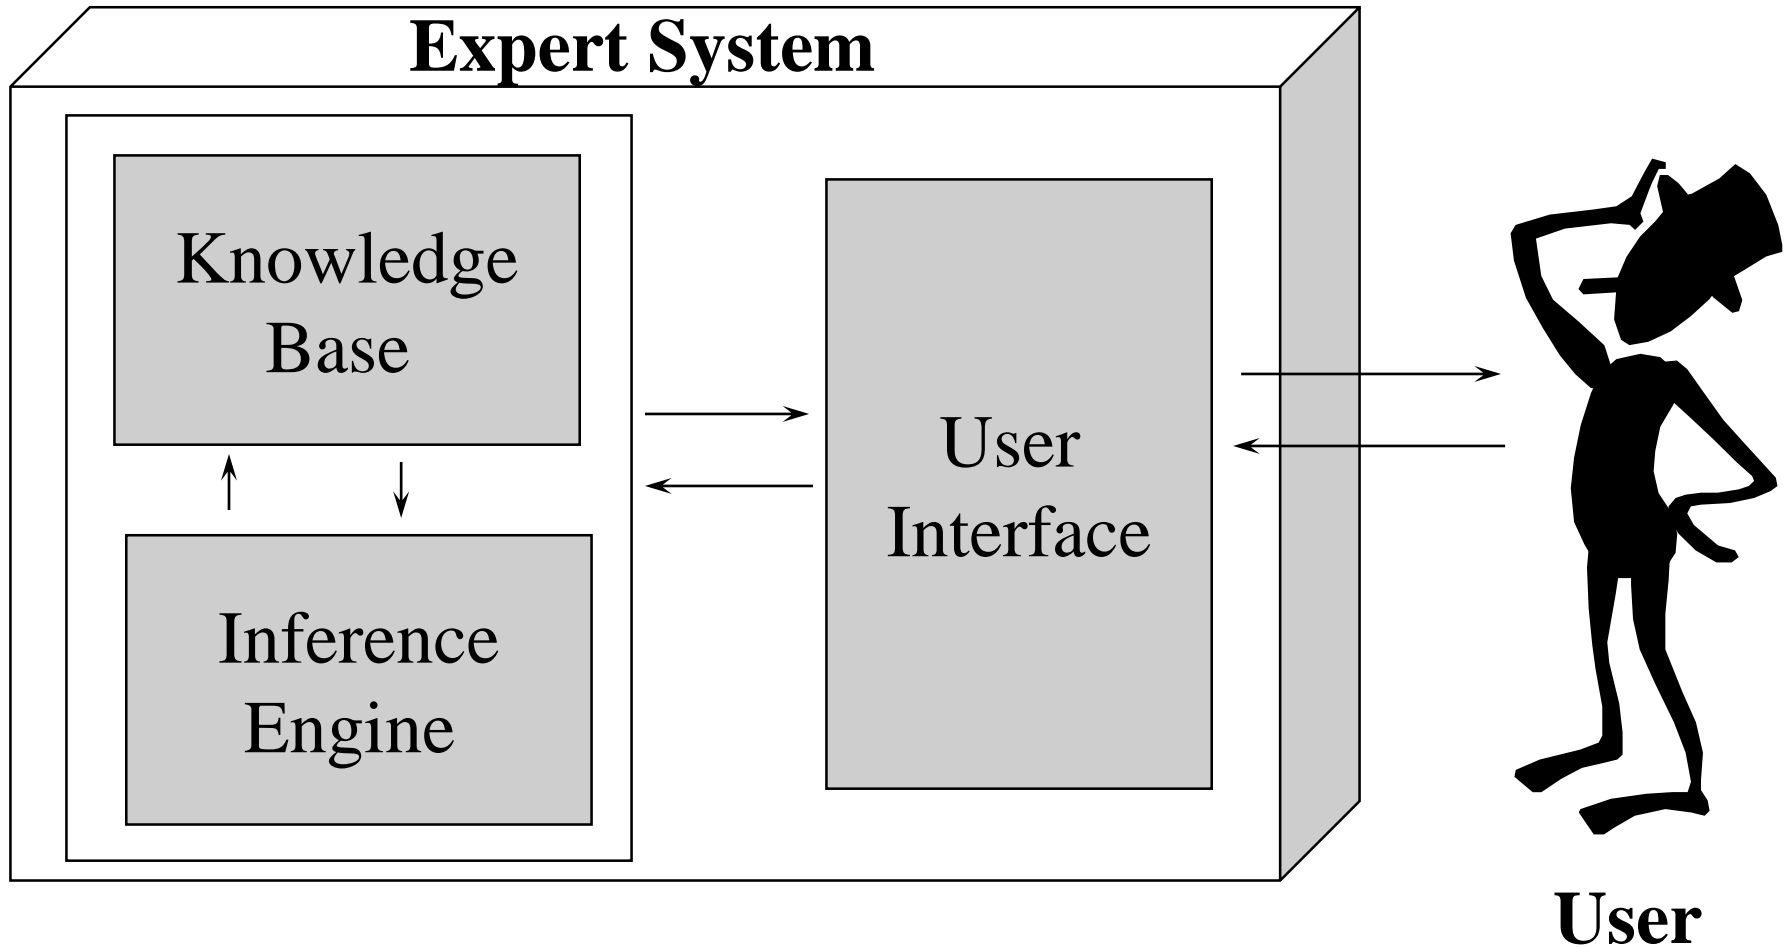 Expert System
Knowledge
Base
Inference
Engine
User
Interface
User